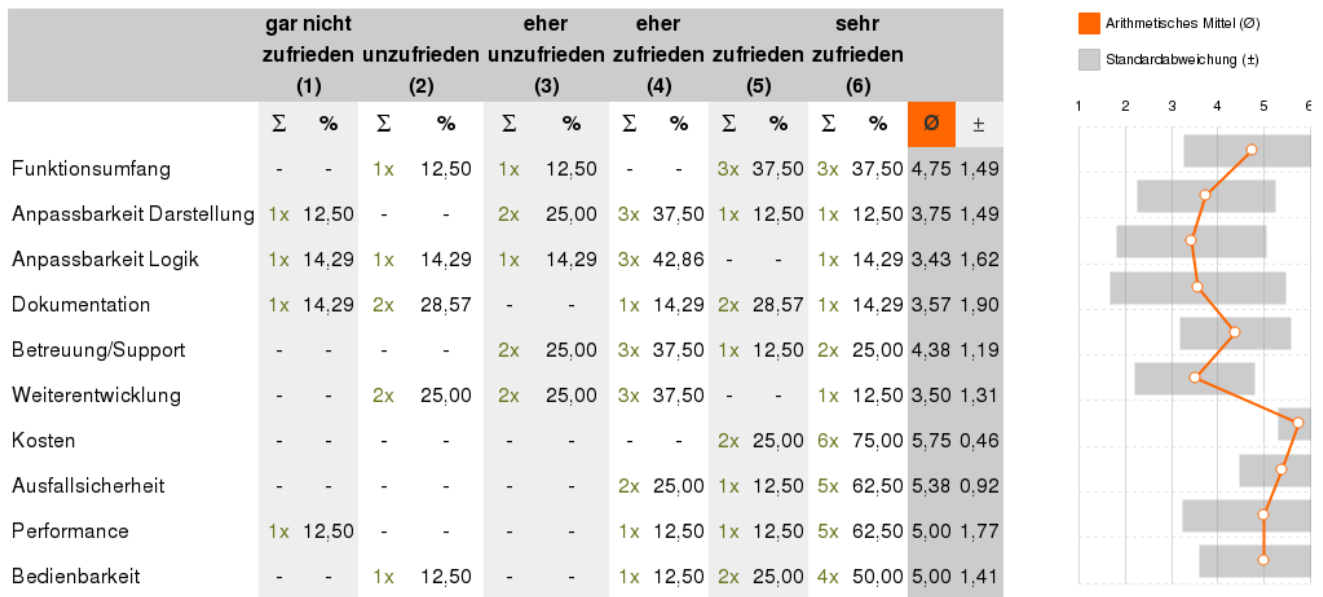 gar nicht eher eher sehr
zufrieden unzufrieden unzufrieden zufrieden zufrieden zufrieden
(1) (2) (3) (4) (5) (6)
Σ % Σ % Σ % Σ % Σ % Σ % Ø ±
Funktionsumfang - - 1x 12,50 1x 12,50 - - 3x 37,50 3x 37,50 4,75 1,49
Anpassbarkeit Darstellung 1x 12,50 - - 2x 25,00 3x 37,50 1x 12,50 1x 12,50 3,75 1,49
Anpassbarkeit Logik 1x 14,29 1x 14,29 1x 14,29 3x 42,86 - - 1x 14,29 3,43 1,62
Dokumentation 1x 14,29 2x 28,57 - - 1x 14,29 2x 28,57 1x 14,29 3,57 1,90
Betreuung/Support - - - - 2x 25,00 3x 37,50 1x 12,50 2x 25,00 4,38 1,19
Weiterentwicklung - - 2x 25,00 2x 25,00 3x 37,50 - - 1x 12,50 3,50 1,31
Kosten - - - - - - - - 2x 25,00 6x 75,00 5,75 0,46
Ausfallsicherheit - - - - - - 2x 25,00 1x 12,50 5x 62,50 5,38 0,92
Performance 1x 12,50 - - - - 1x 12,50 1x 12,50 5x 62,50 5,00 1,77
Bedienbarkeit - - 1x 12,50 - - 1x 12,50 2x 25,00 4x 50,00 5,00 1,41
Arithmetisches Mittel (Ø)
Standardabweichung (±)
1 2 3 4 5 6